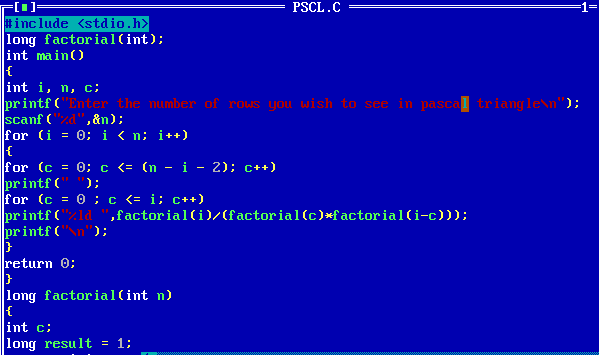 [■] PSCL.C 1
#include <stdio.h>
long factorial(int);
int main()
{
int i, n, c;
printf("Enter the number of rows you wish to see in pascal triangle\n");
scanf("%d",&n);
for (i = 0; i < n; i++)
{
for (c = 0; c <= (n - i - 2); c++)
printf(" ");
for (c = 0 ; c <= i; c++)
printf("%ld ",factorial(i)/(factorial(c)*factorial(i-c)));
printf("\n");
}
return 0;
}
long factorial(int n)
{
int c;
long result = 1;